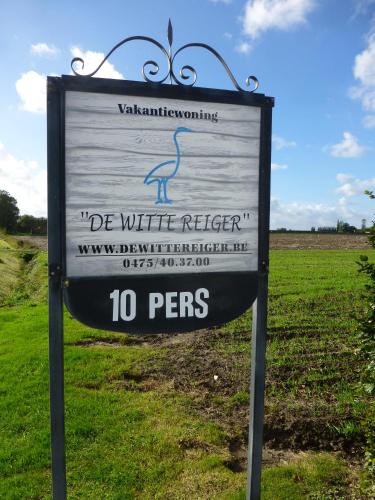 Vakantiewoning
"DE WITTE REIGER"
WWW.DEWITTEREIGER.BE
0475/40.37.00
10 PERS